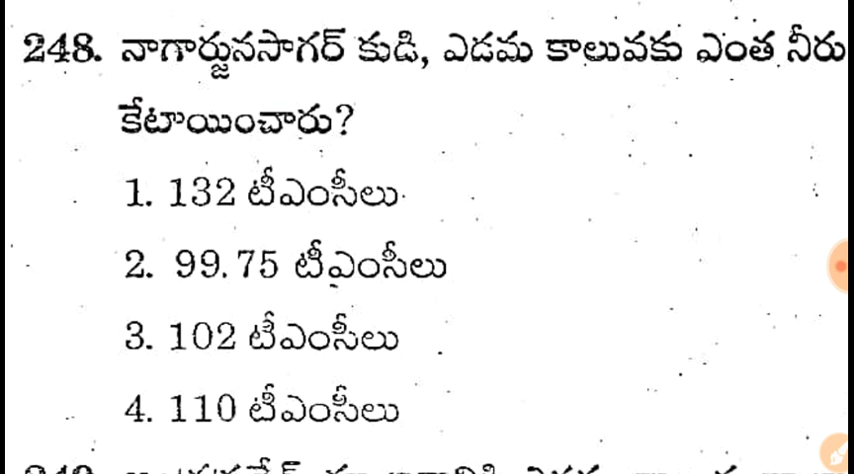 248. నాగార్జునసాగర్ కుడి, ఎడమ కాలువకు ఎంత నీరు
కేటాయించారు?
1. 132 టీఎంసీలు
2. 99.75 టీఎంసీలు
3. 102 టీఎంసీలు
4. 110 టీఎంసీలు